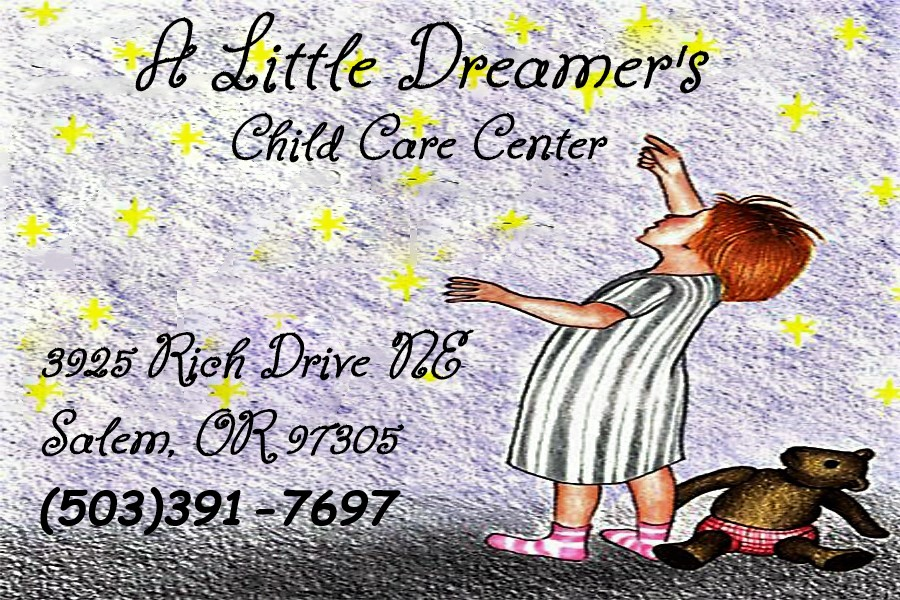 A Little Dreamer's
Child Care Center
3925 Rich Drive NE
Salem, OR 97305
(503)391-7697